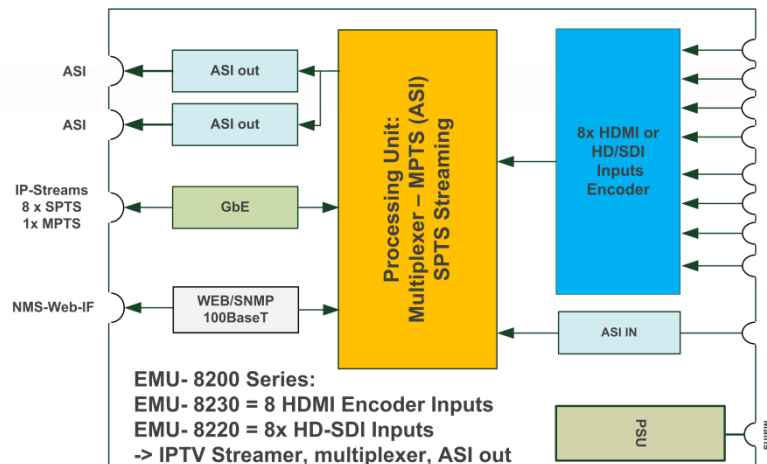 ASI
ASI out
ASI
ASI out
IP-Streams
8 x SPTS
1x MPTS
GbE
NMS-Web-IF
WEB/SNMP
100BaseT
Processing Unit:
Multiplexer – MPTS (ASI)
SPTS Streaming
8x HDMI or
HD/SDI
Inputs
Encoder
ASI IN
PSU
Mains
EMU- 8200 Series:
EMU- 8230 = 8 HDMI Encoder Inputs
EMU- 8220 = 8x HD-SDI Inputs
-> IPTV Streamer, multiplexer, ASI out